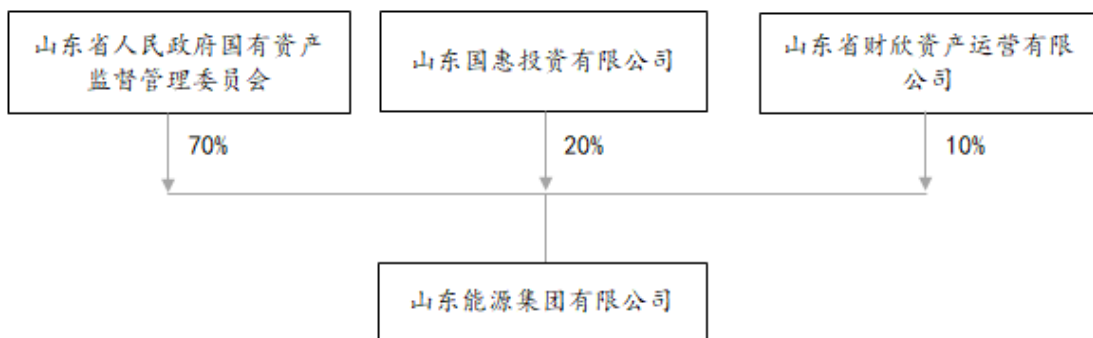 山东省人民政府国有资产
监督管理委员会
山东国惠投资有限公司
山东省财欣资产运营有限
公司
70%
20%
10%
山东能源集团有限公司